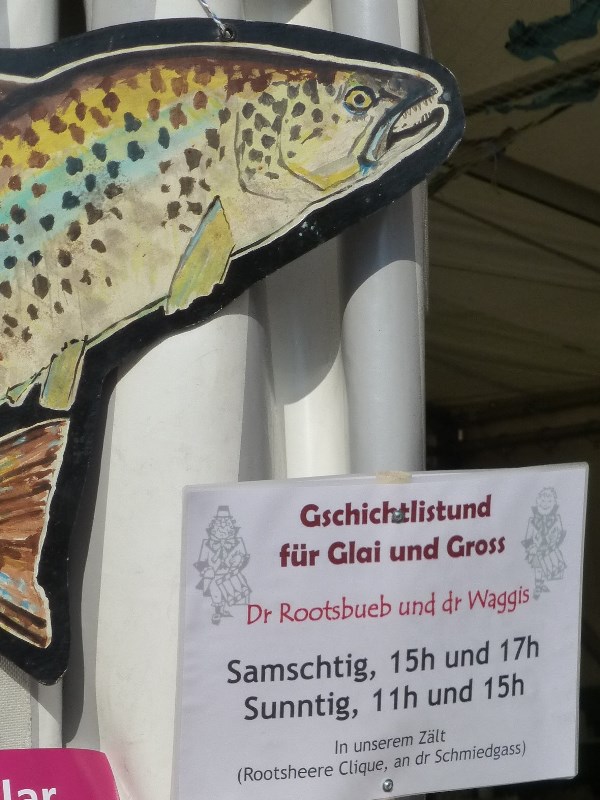 Gschichtlistund
für Glai und Gross
Dr Rootsbueb und dr Waggis
Samschtig, 15h und 17h
Sunntig, 11h und 15h
In unserem Zält
(Rootsheere Clique, an dr Schmiedgass)
lar